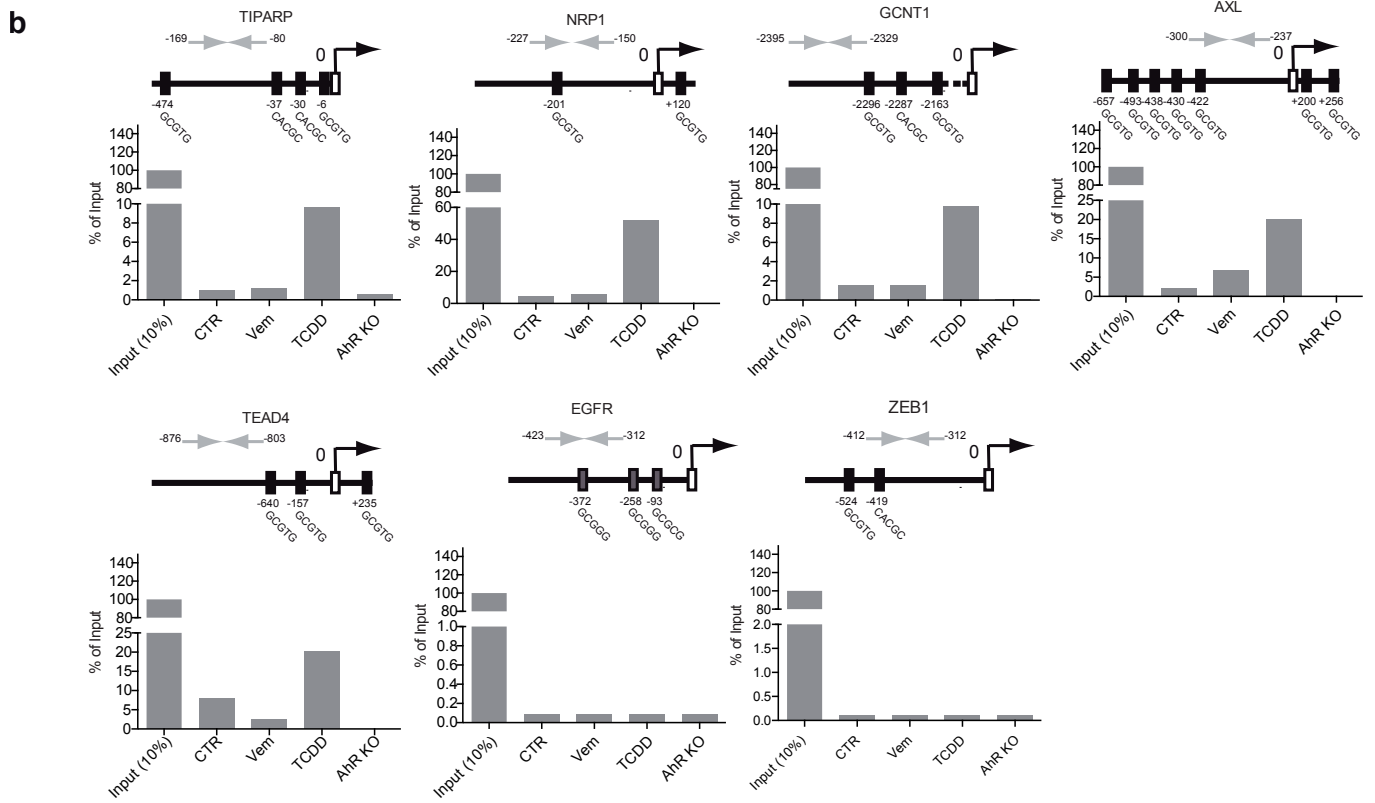 b
TIPARP
-169 -80
0
-474 -37 -30 -6
GCGTG CACGC CACGC GCGTG
% of Input
140
120
100
80
10
8
6
4
2
0
Input (10%) CTR Vem TCDD AhR KO
NRP1
-227 -150
0
-201 +120
GCGTG GCGTG
% of Input
140
120
100
80
60
40
20
0
Input (10%) CTR Vem TCDD AhR KO
GCNT1
-2395 -2329
0
-2296 -2287 -2163
GCGTG CACGC GCGTG
% of Input
140
120
100
80
10
8
6
4
2
0
Input (10%) CTR Vem TCDD AhR KO
AXL
-300 -237
0
-657 -493 -438 -430 -422 +200 +256
GCGTG GCGTG GCGTG GCGTG GCGTG GCGTG GCGTG
% of Input
140
120
100
80
25
20
15
10
5
0
Input (10%) CTR Vem TCDD AhR KO
TEAD4
-876 -803
0
-640 -157 +235
GCGTG GCGTG GCGTG
% of Input
140
120
100
80
25
20
15
10
5
0
Input (10%) CTR Vem TCDD AhR KO
EGFR
-423 -312
0
-372 -258 -93
GCGGG GCGGG GCGCG
% of Input
140
120
100
80
1.0
0.8
0.6
0.4
0.2
0.0
Input (10%) CTR Vem TCDD AhR KO
ZEB1
-412 -312
0
-524 -419
GCGTG CACGC
% of Input
140
120
100
80
2.0
1.5
1.0
0.5
0.0
Input (10%) CTR Vem TCDD AhR KO